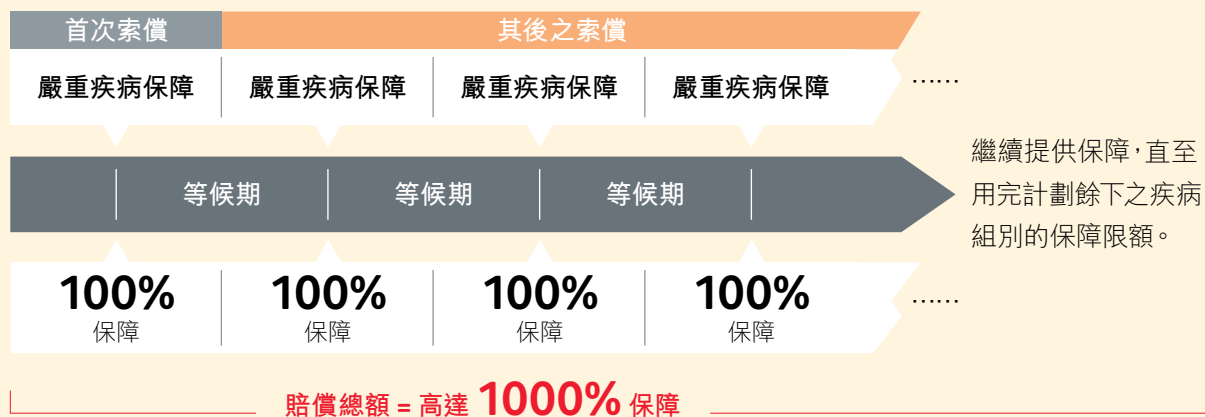 首次索償 其後之索償
嚴重疾病保障 嚴重疾病保障 嚴重疾病保障 嚴重疾病保障 ……
等候期 等候期 等候期
繼續提供保障，直至
用完計劃餘下之疾病
組別的保障限額。
100% 100% 100% 100% ……
保障 保障 保障 保障
賠償總額 = 高達 1000% 保障